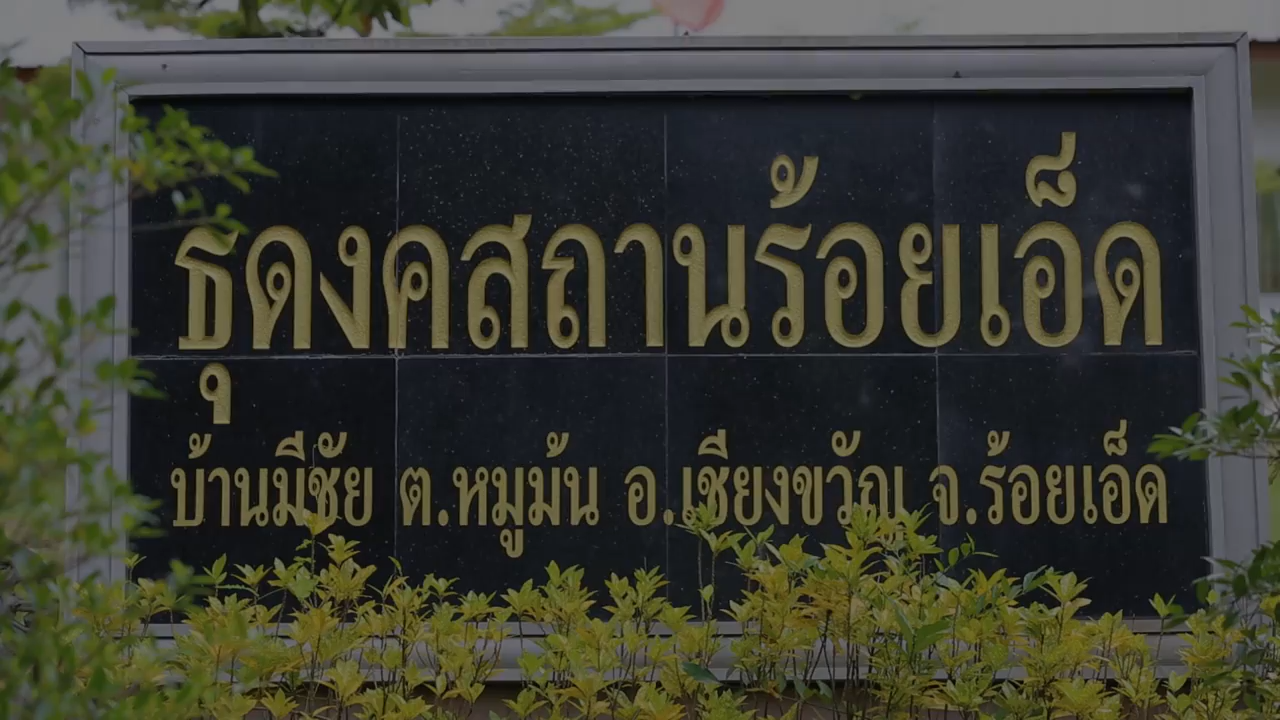 ธุดงคสถานร้อยเอ็ด
บ้านมีชัย ต.หมูม้น อ.เชียงขวัญ จ.ร้อยเอ็ด